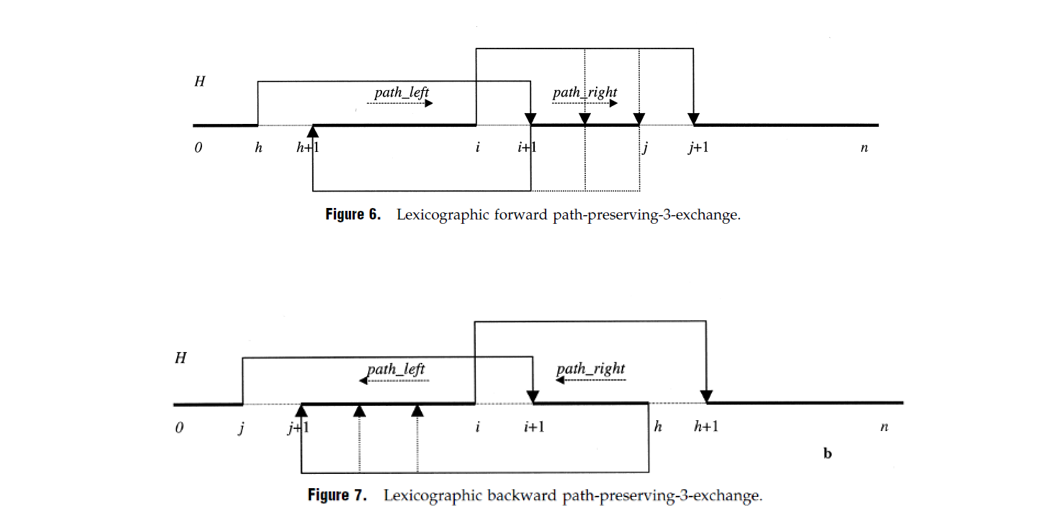 H
path_left
path_right
0 h h+1 i i+1 j j+1 n
Figure 6. Lexicographic forward path-preserving-3-exchange.
H
path_left
path_right
0 j j+1 i i+1 h h+1 n
b
Figure 7. Lexicographic backward path-preserving-3-exchange.